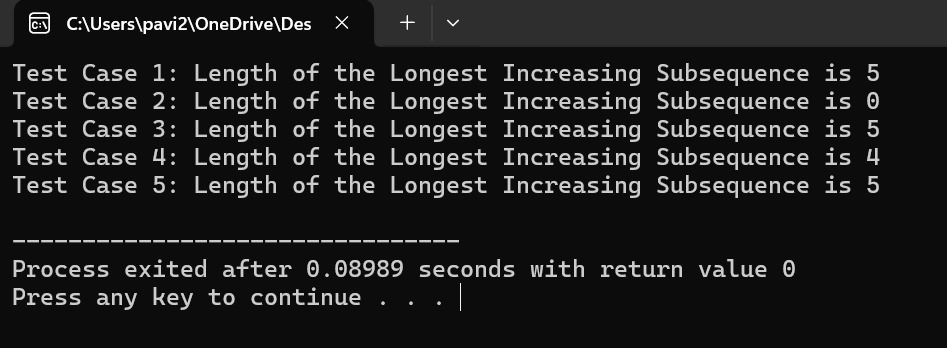 C:\Users\pavi2\OneDrive\Des
Test Case 1: Length of the Longest Increasing Subsequence is 5
Test Case 2: Length of the Longest Increasing Subsequence is 0
Test Case 3: Length of the Longest Increasing Subsequence is 5
Test Case 4: Length of the Longest Increasing Subsequence is 4
Test Case 5: Length of the Longest Increasing Subsequence is 5
--------------------------------
Process exited after 0.08989 seconds with return value 0
Press any key to continue . . .